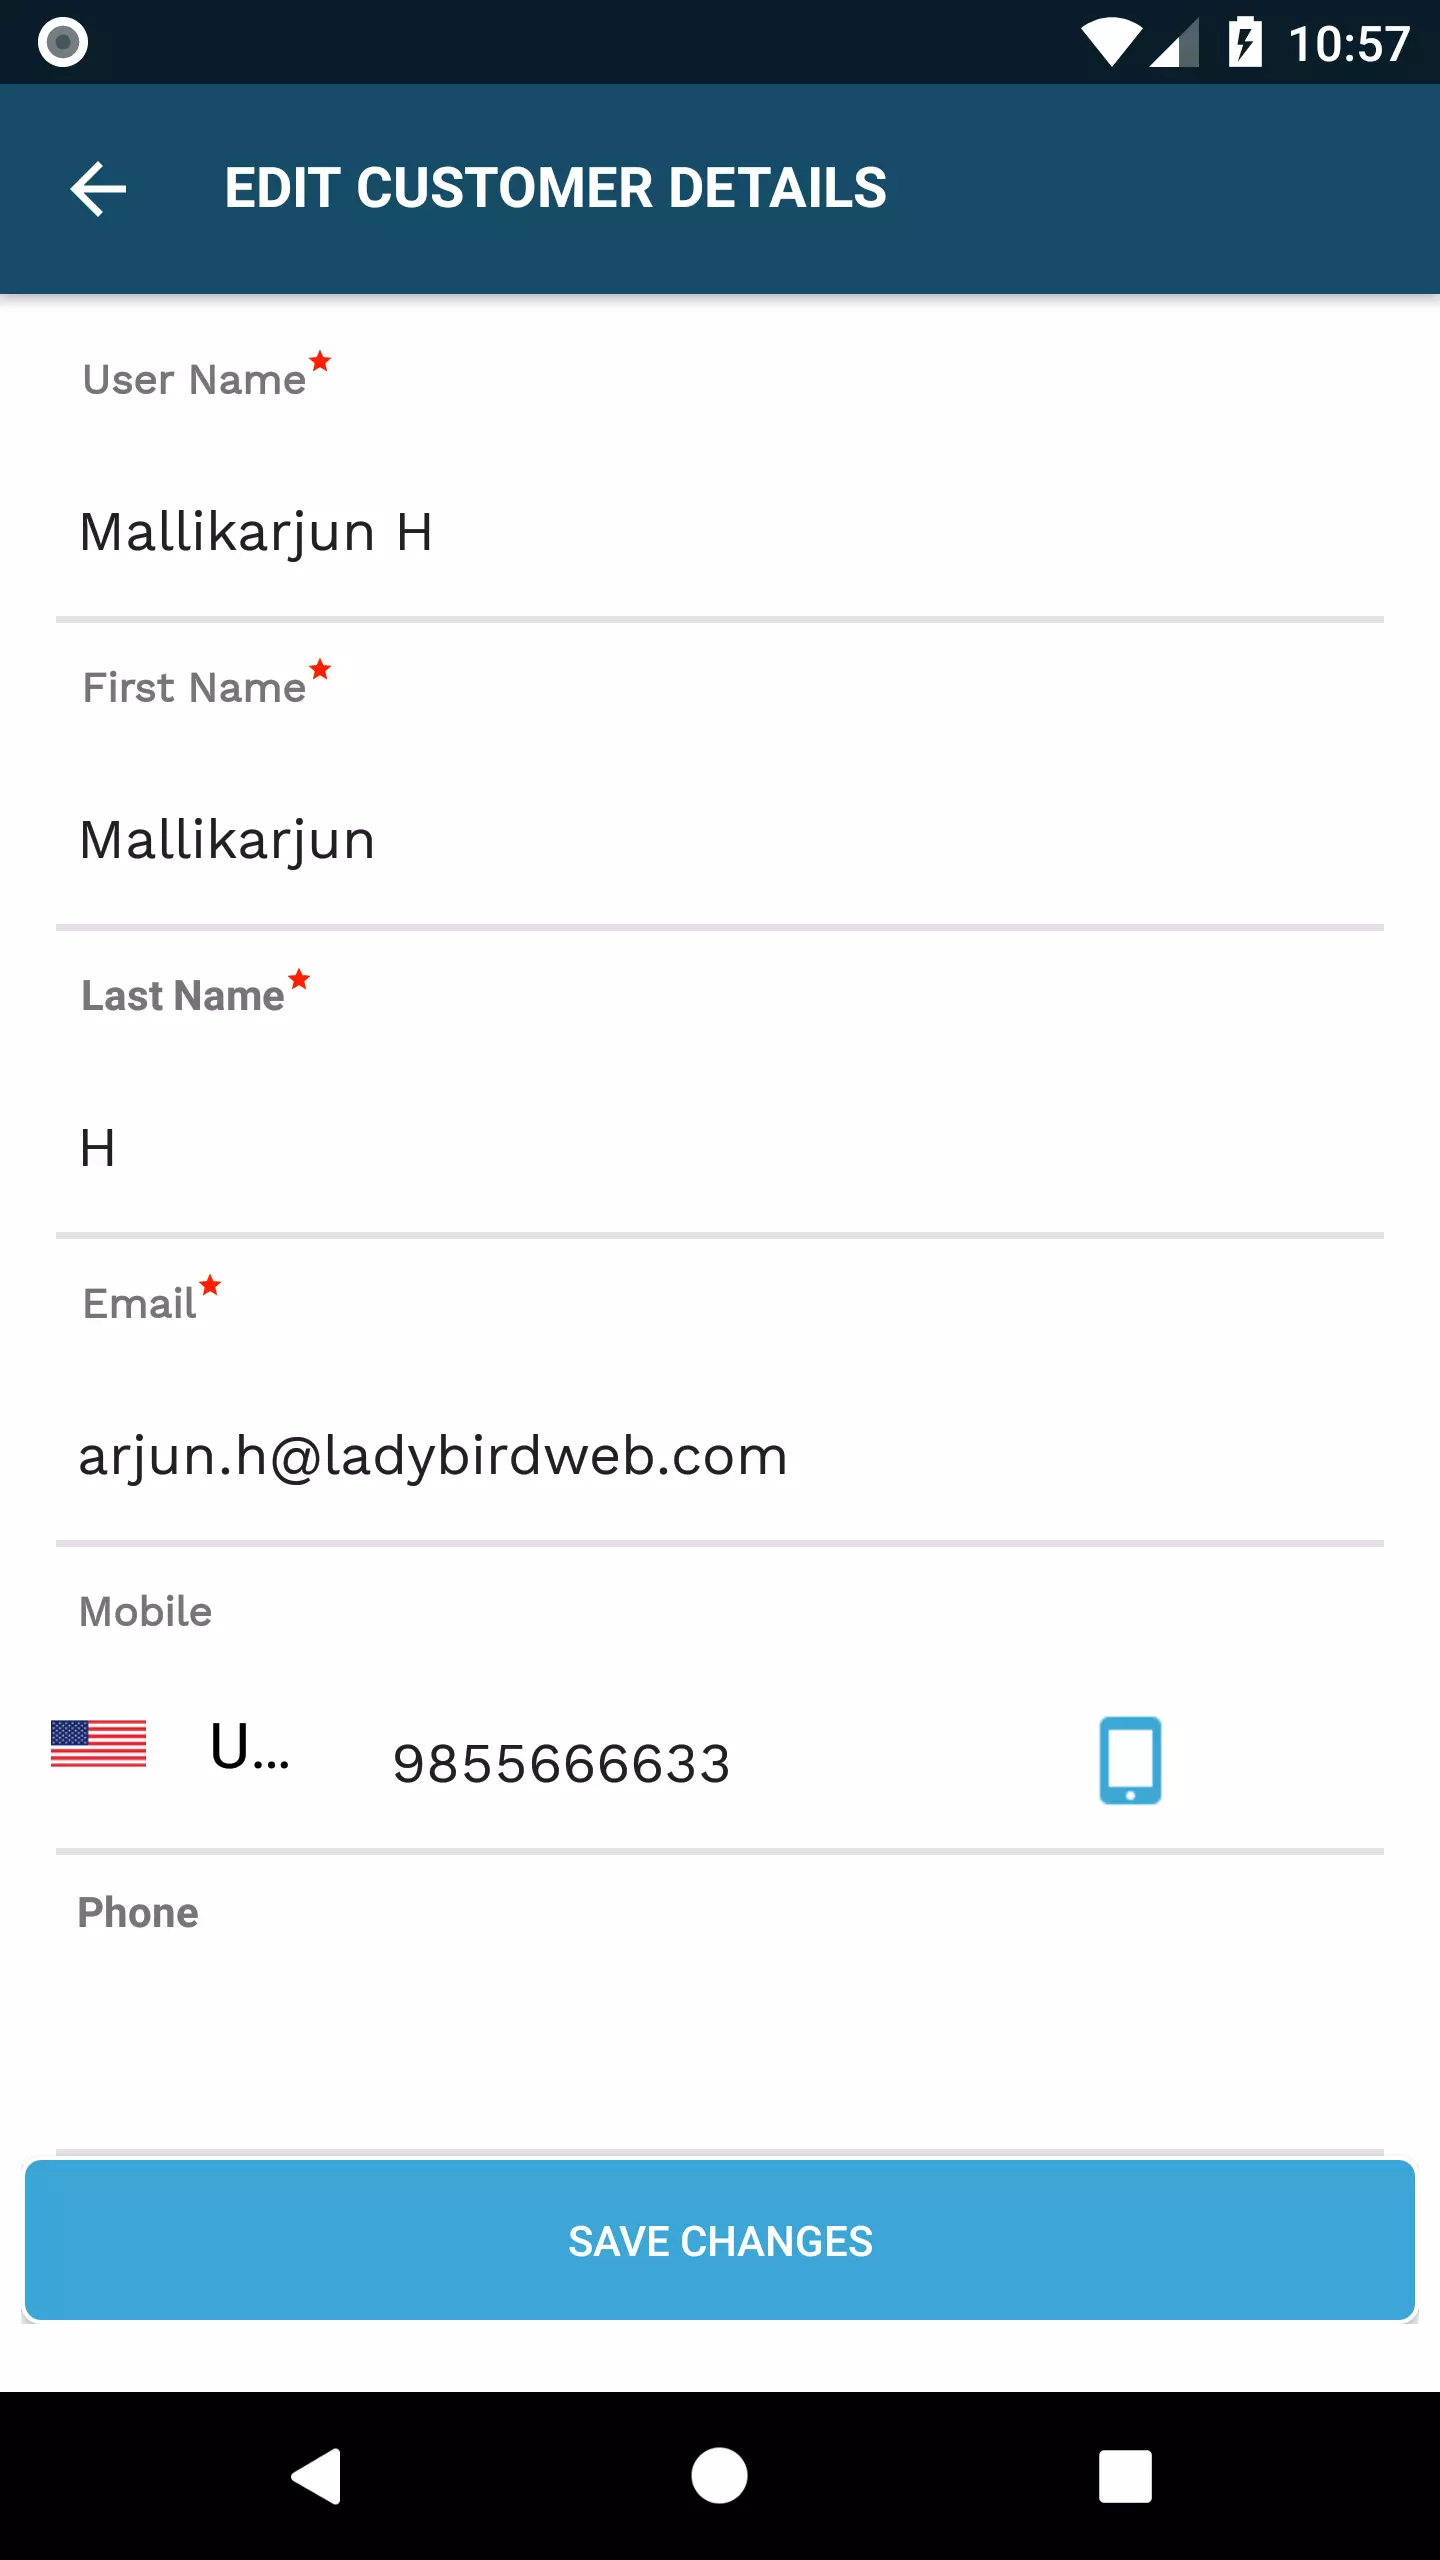 10:57
EDIT CUSTOMER DETAILS
User Name*
Mallikarjun H
First Name*
Mallikarjun
Last Name*
H
Email*
arjun.h@ladybirdweb.com
Mobile
U... 9855666633
Phone
SAVE CHANGES